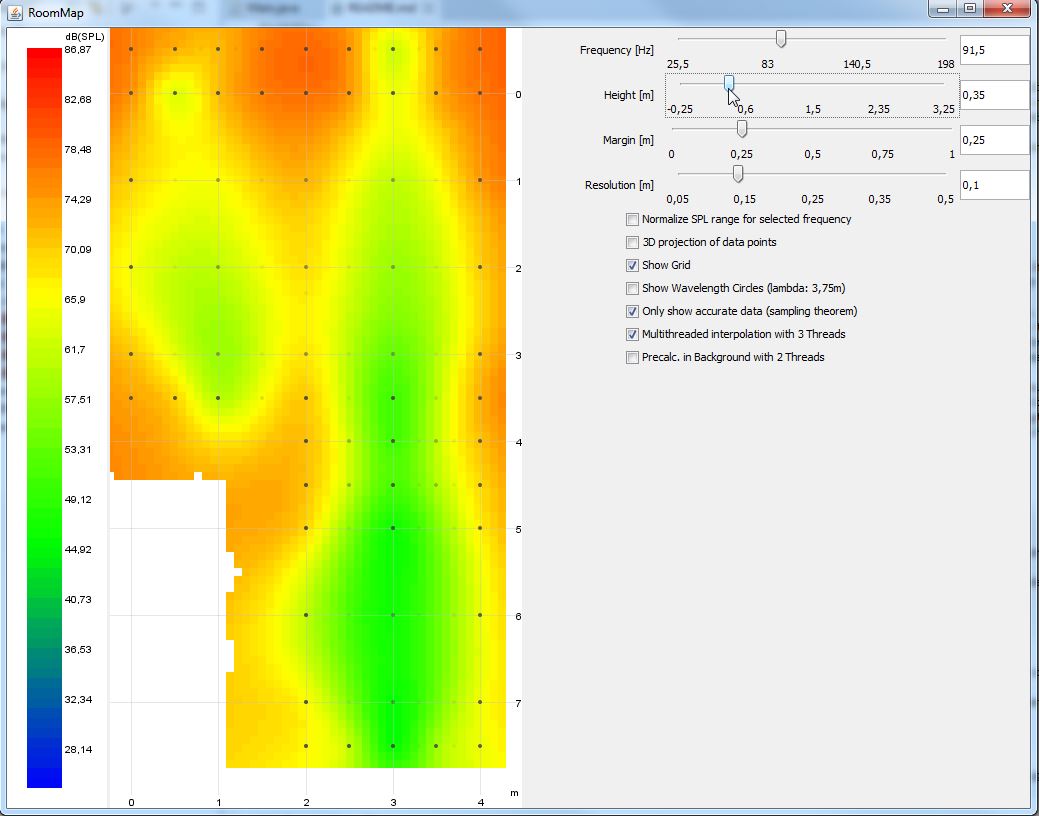 RoomMap
dB(SPL)
86,87
82,68
78,48
74,29
70,09
65,9
61,7
57,51
53,31
49,12
44,92
40,73
36,53
32,34
28,14
0
1
2
3
4
5
6
7
m
0 1 2 3 4
Frequency [Hz]
25,5 83 140,5 198
91,5
Height [m]
-0,25 0,6 1,5 2,35 3,25
0,35
Margin [m]
0 0,25 0,5 0,75 1
0,25
Resolution [m]
0,05 0,15 0,25 0,35 0,5
0,1
Normalize SPL range for selected frequency
3D projection of data points
Show Grid
Show Wavelength Circles (lambda: 3,75m)
Only show accurate data (sampling theorem)
Multithreaded interpolation with 3 Threads
Precalc. in Background with 2 Threads